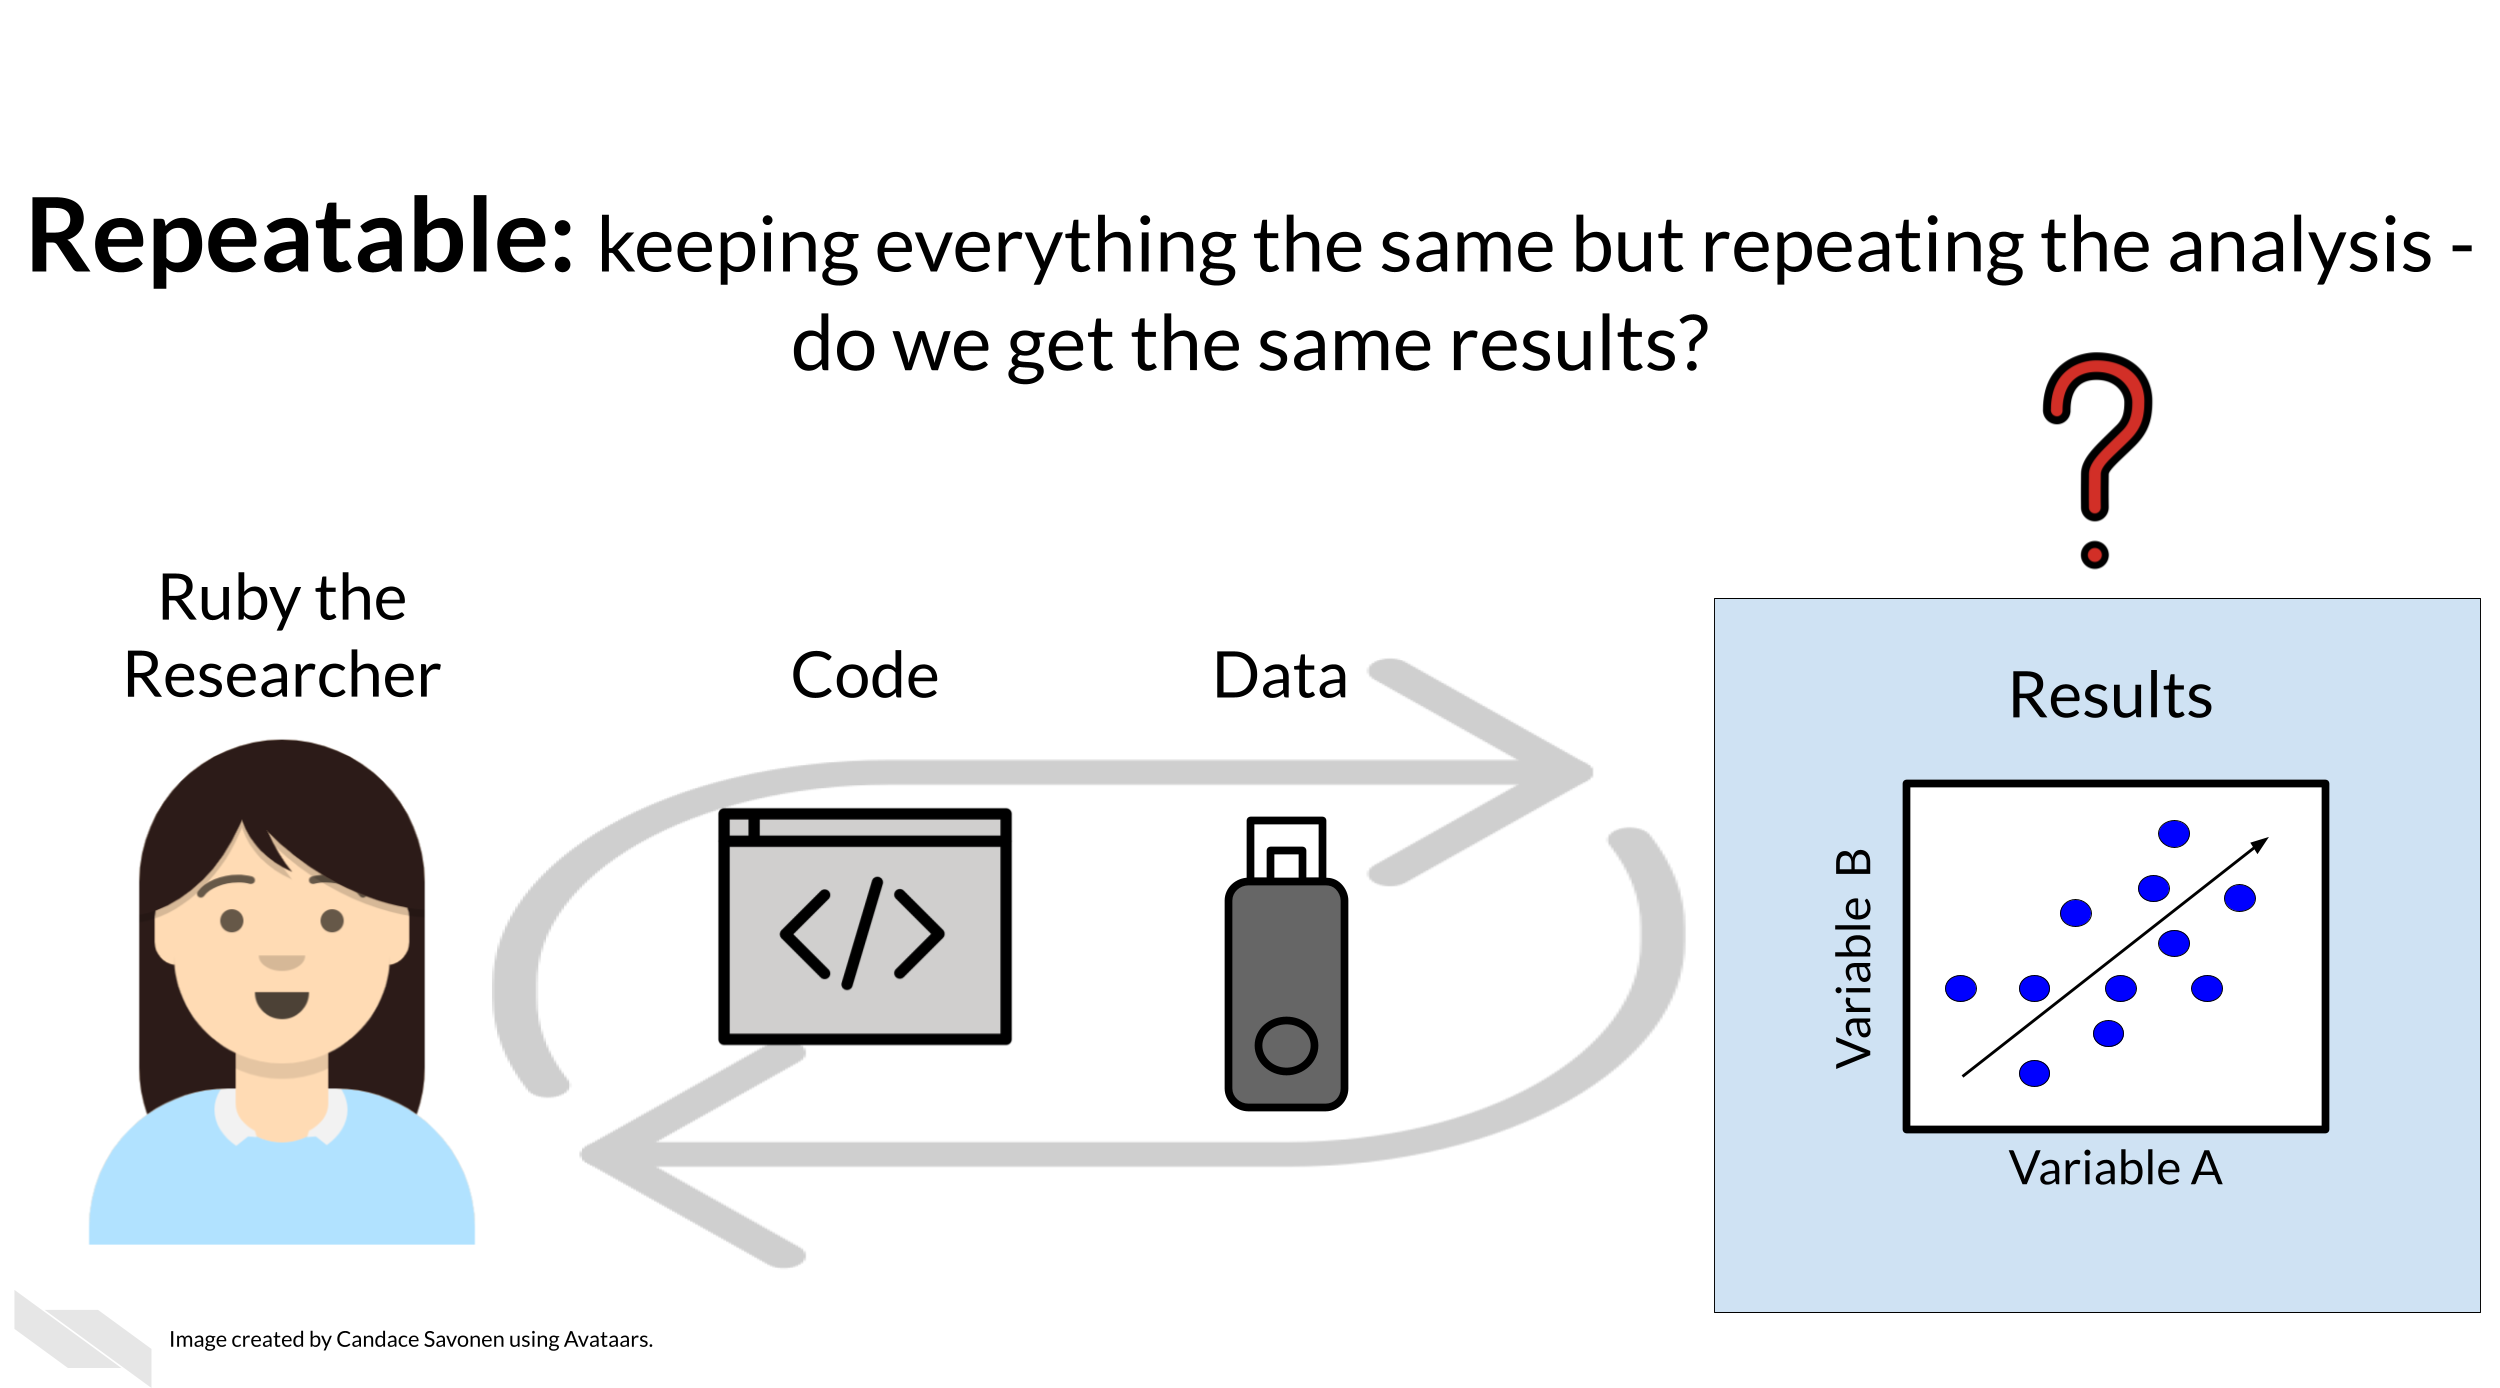 Repeatable: keeping everything the same but repeating the analysis -
do we get the same results?
Ruby the
Researcher
Code
Data
Results
Variable B
Variable A
Image created by Candace Savonen using Avataars.